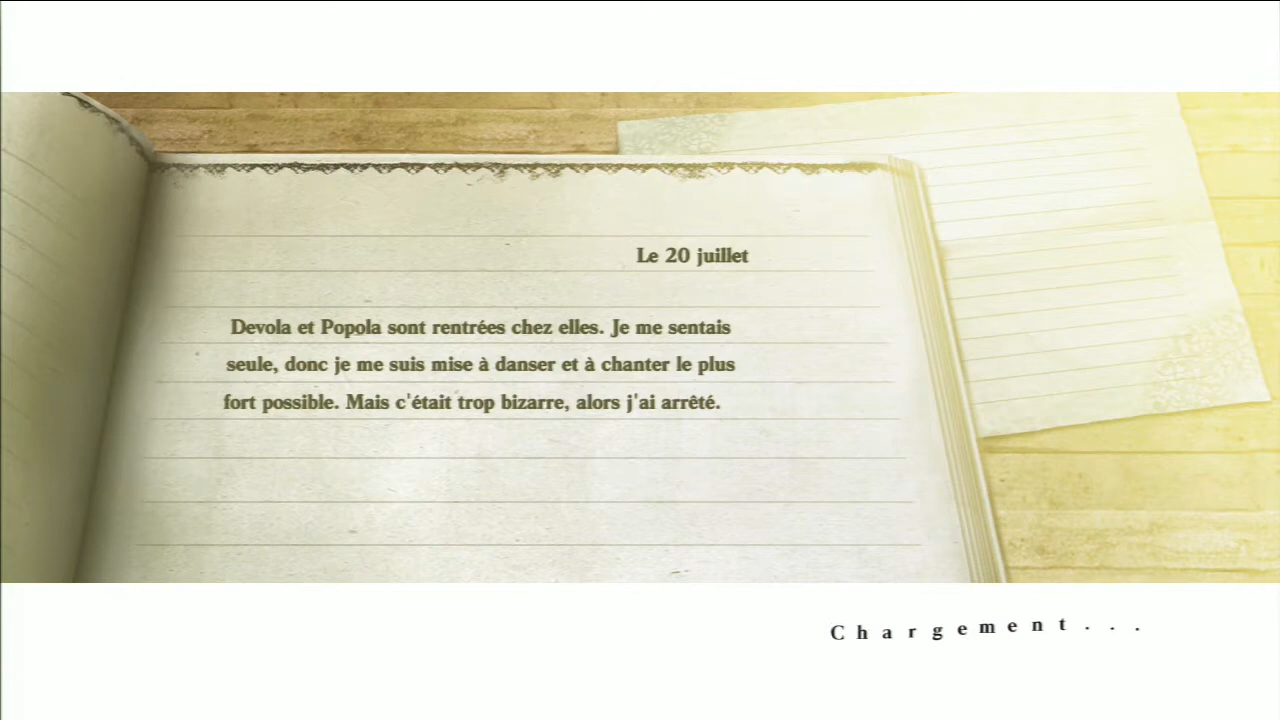 Le 20 juillet
Devola et Popola sont rentrées chez elles. Je me sentais
seule, donc je me suis mise à danser et à chanter le plus
fort possible. Mais c'était trop bizarre, alors j'ai arrêté.
Chargement...